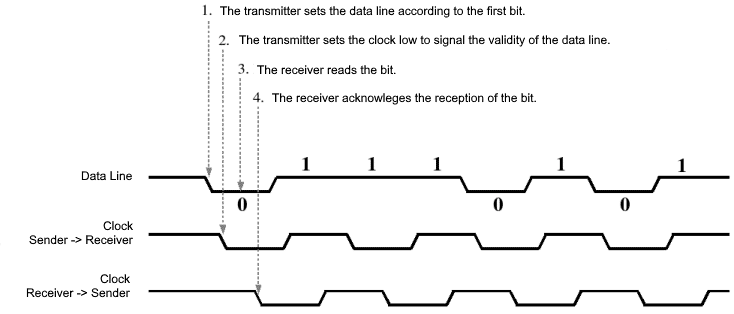 1. The transmitter sets the data line according to the first bit.
2. The transmitter sets the clock low to signal the validity of the data line.
3. The receiver reads the bit.
4. The receiver acknowleges the reception of the bit.
1 1 1 1 1
Data Line
0 0 0
Clock
Sender -> Receiver
Clock
Receiver -> Sender